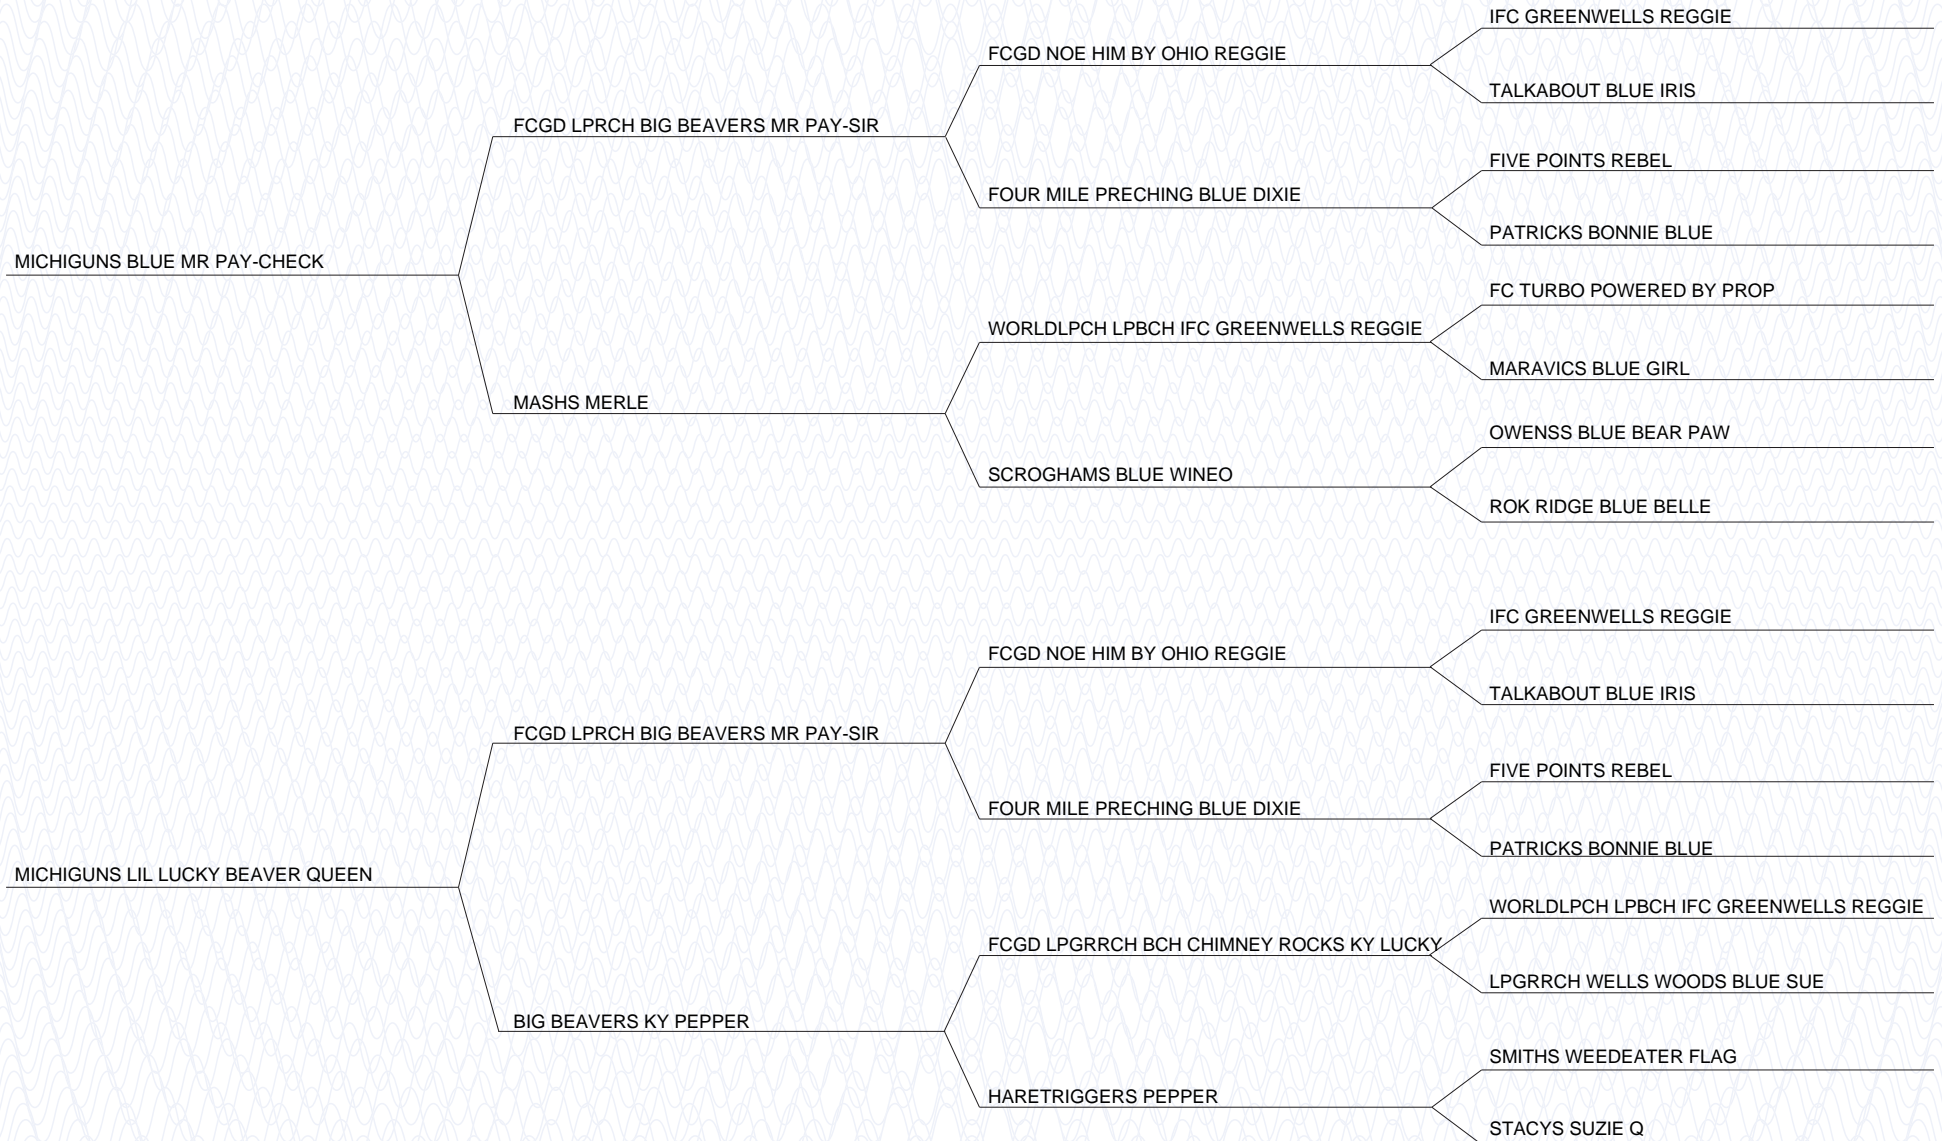 IFC GREENWELLS REGGIE
FCGD NOE HIM BY OHIO REGGIE
TALKABOUT BLUE IRIS
FCGD LPRCH BIG BEAVERS MR PAY-SIR
FIVE POINTS REBEL
FOUR MILE PRECHING BLUE DIXIE
PATRICKS BONNIE BLUE
MICHIGUNS BLUE MR PAY-CHECK
FC TURBO POWERED BY PROP
WORLDLPCH LPBCH IFC GREENWELLS REGGIE
MARAVICS BLUE GIRL
MASHS MERLE
OWENSS BLUE BEAR PAW
SCROGHAMS BLUE WINEO
ROK RIDGE BLUE BELLE
IFC GREENWELLS REGGIE
FCGD NOE HIM BY OHIO REGGIE
TALKABOUT BLUE IRIS
FCGD LPRCH BIG BEAVERS MR PAY-SIR
FIVE POINTS REBEL
FOUR MILE PRECHING BLUE DIXIE
PATRICKS BONNIE BLUE
MICHIGUNS LIL LUCKY BEAVER QUEEN
WORLDLPCH LPBCH IFC GREENWELLS REGGIE
FCGD LPGRRCH BCH CHIMNEY ROCKS KY LUCKY
LPGRRCH WELLS WOODS BLUE SUE
BIG BEAVERS KY PEPPER
SMITHS WEEDEATER FLAG
HARETRIGGERS PEPPER
STACYS SUZIE Q